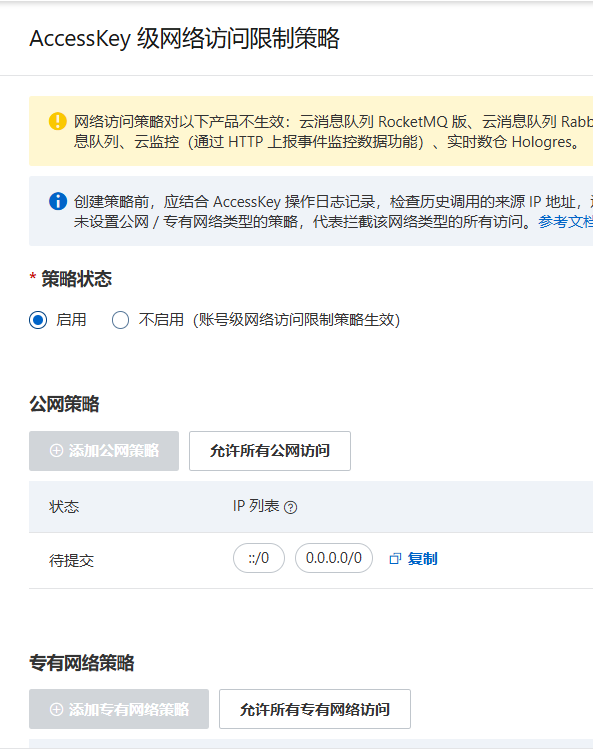 AccessKey 级网络访问限制策略
网络访问策略对以下产品不生效：云消息队列 RocketMQ 版、云消息队列 Rabb
息队列、云监控（通过 HTTP 上报事件监控数据功能）、实时数仓 Hologres。
创建策略前，应结合 AccessKey 操作日志记录，检查历史调用的来源 IP 地址，
未设置公网 / 专有网络类型的策略，代表拦截该网络类型的所有访问。参考文档
* 策略状态
启用 不启用（账号级网络访问限制策略生效）
公网策略
添加公网策略 允许所有公网访问
状态 IP 列表
待提交 ::/0 0.0.0.0/0 复制
专有网络策略
添加专有网络策略 允许所有专有网络访问